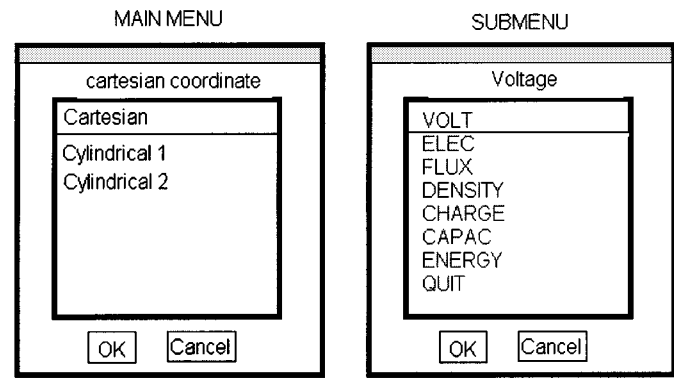 MAIN MENU
cartesian coordinate
Cartesian
Cylindrical 1
Cylindrical 2
OK
Cancel
SUBMENU
Voltage
VOLT
ELEC
FLUX
DENSITY
CHARGE
CAPAC
ENERGY
QUIT
OK
Cancel